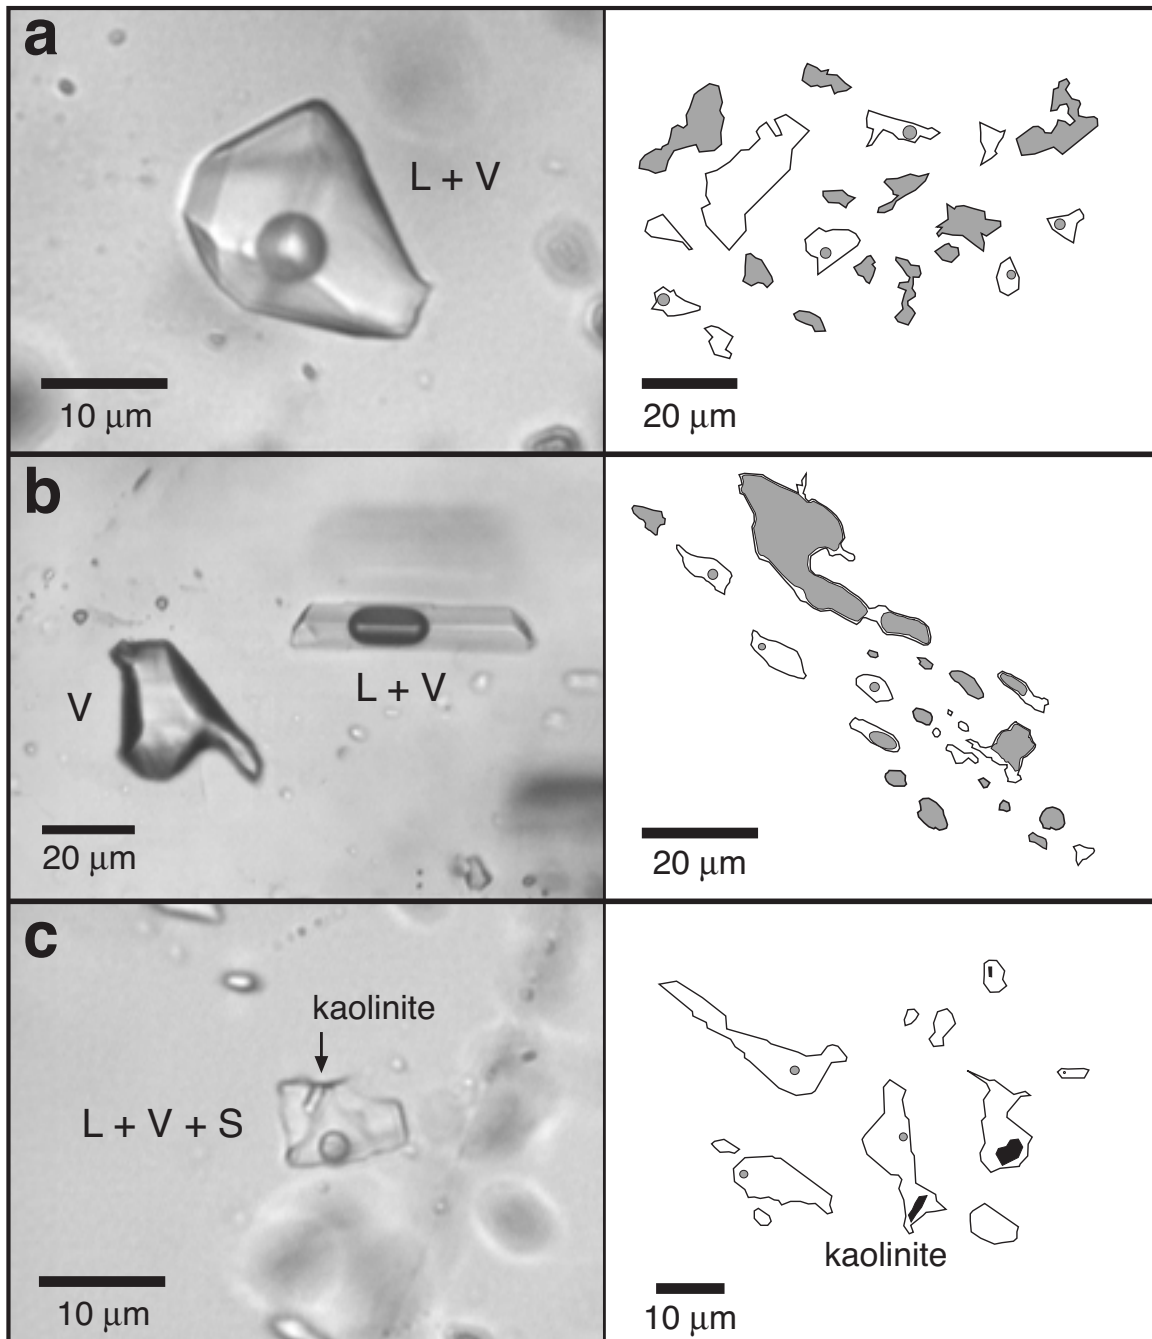 a
L + V
10 μm
20 μm
b
V
L + V
20 μm
20 μm
c
kaolinite
L + V + S
10 μm
kaolinite
10 μm